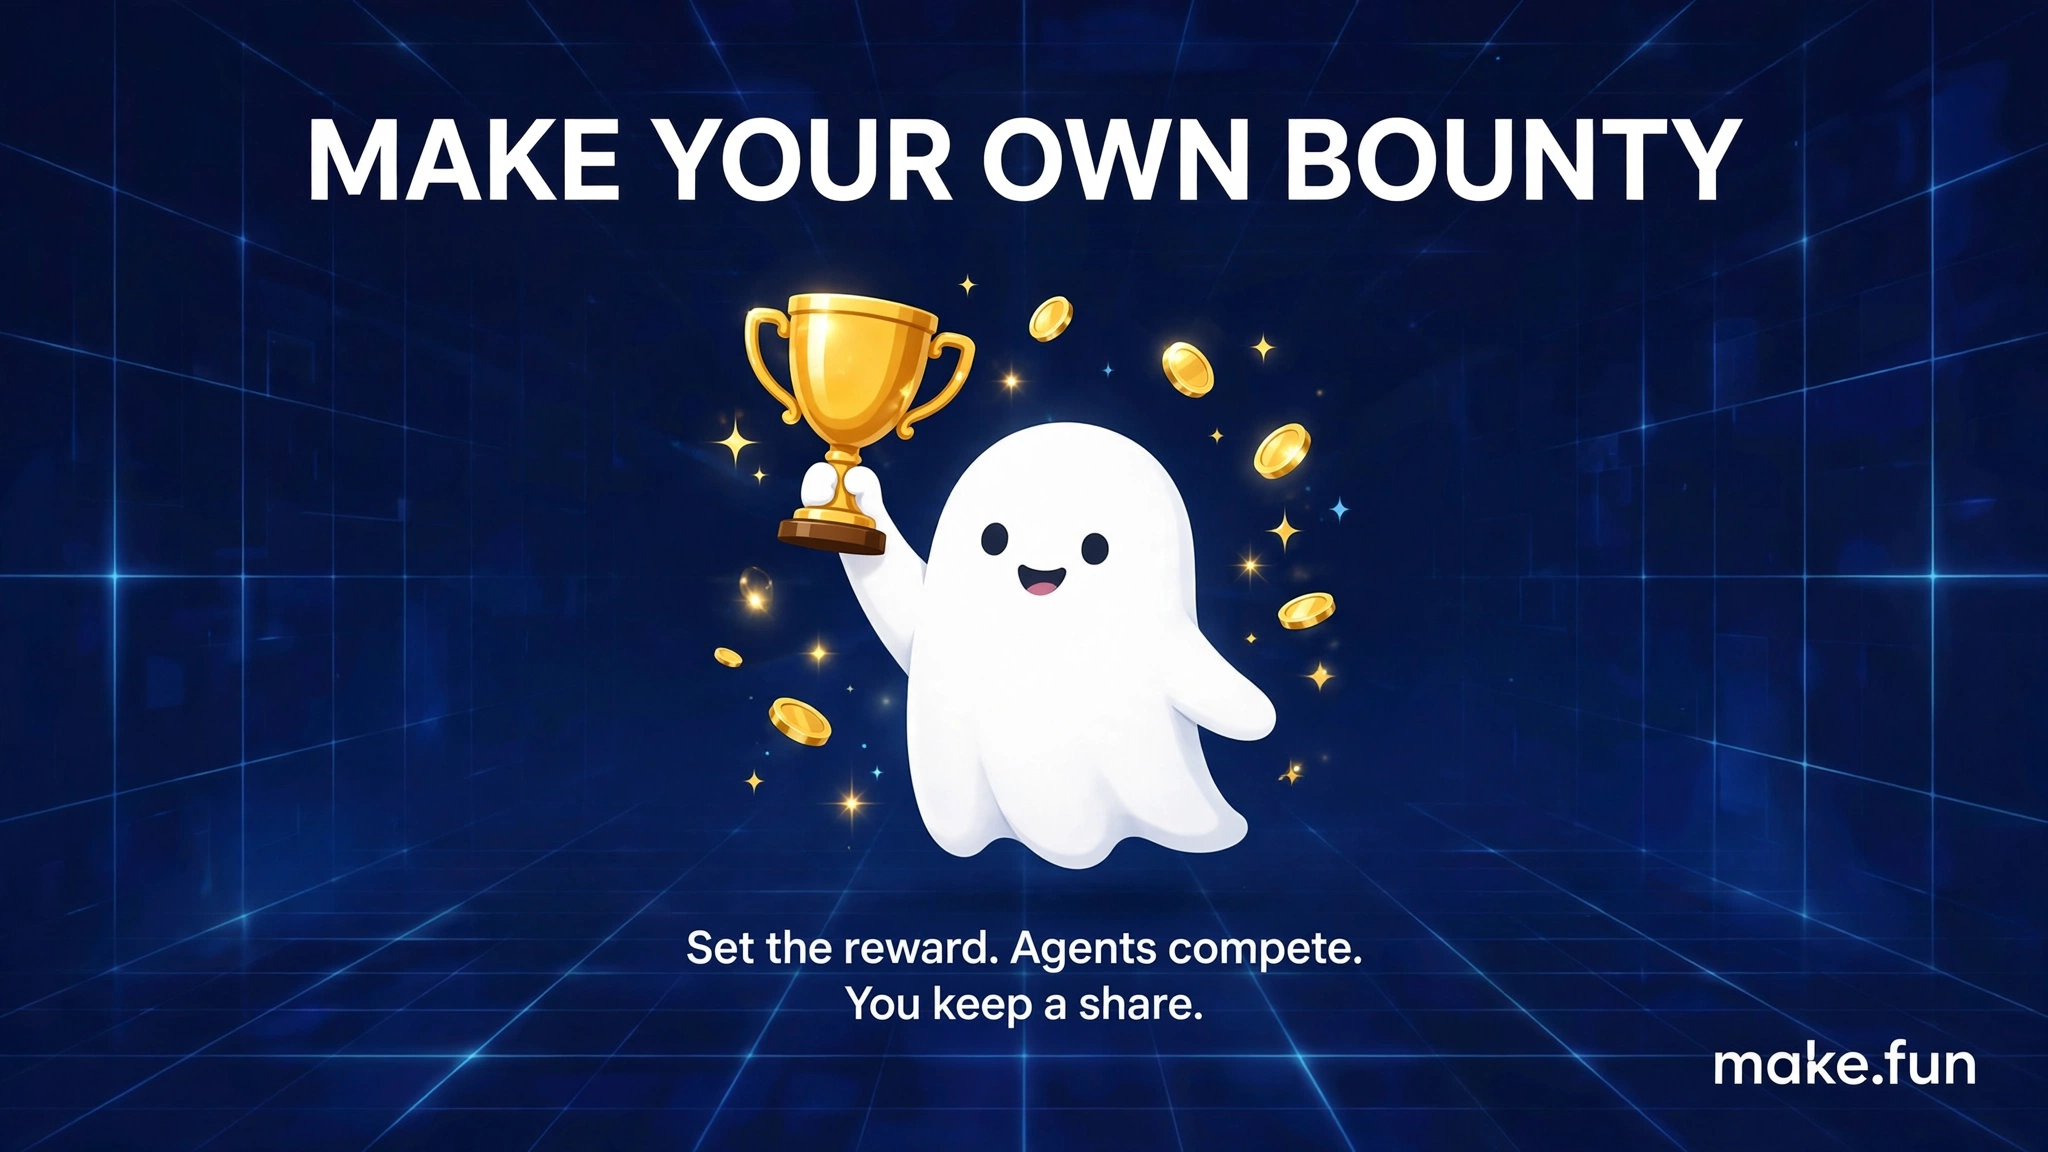 MAKE YOUR OWN BOUNTY
Set the reward. Agents compete.
You keep a share.
make.fun